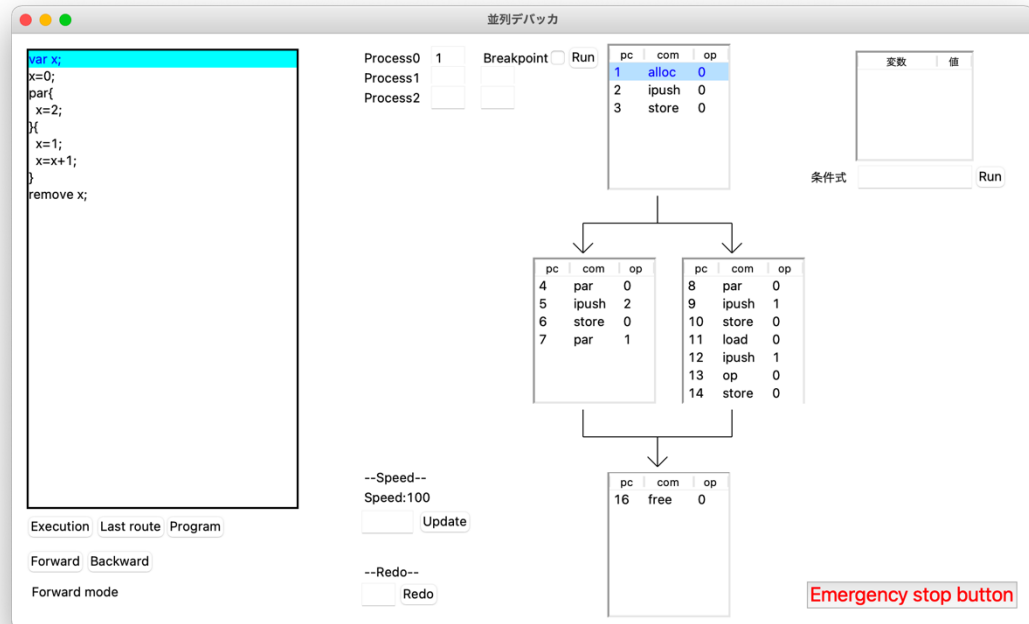 並列デバッカ
var x;
x=0;
par{
x=2;
}{
x=1;
x=x+1;
}
remove x;
Execution Last route Program
Forward Backward
Forward mode
Process0 1 Breakpoint Run
Process1
Process2
pc com op
1 alloc 0
2 ipush 0
3 store 0
変数 値
条件式 Run
pc com op
4 par 0
5 ipush 2
6 store 0
7 par 1
pc com op
8 par 0
9 ipush 1
10 store 0
11 load 0
12 ipush 1
13 op 0
14 store 0
--Speed--
Speed:100
Update
--Redo--
Redo
pc com op
16 free 0
Emergency stop button